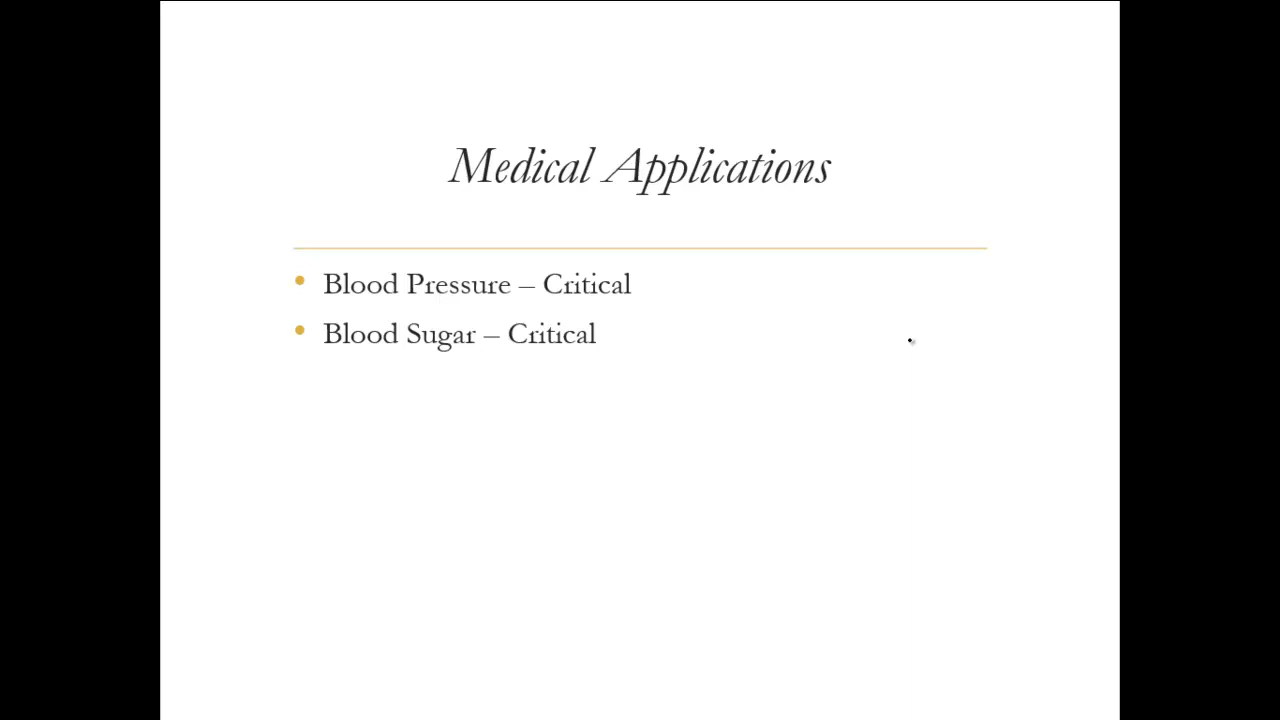 Medical Applications
• Blood Pressure – Critical
• Blood Sugar – Critical